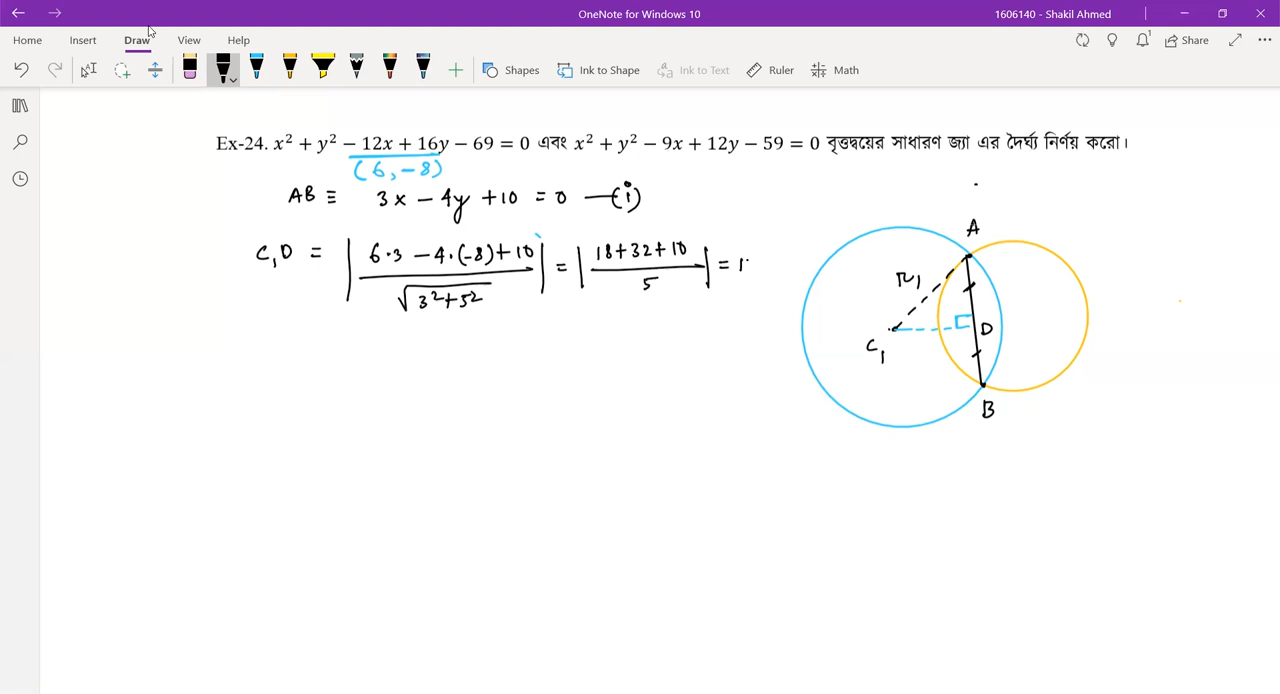 OneNote for Windows 10
1606140 - Shakil Ahmed
Home Insert Draw View Help
Share
Shapes Ink to Shape Ink to Text Ruler Math
Ex-24. x² + y² − 12x + 16y − 69 = 0 এবং x² + y² − 9x + 12y − 59 = 0 বৃত্তদ্বয়ের সাধারণ জ্যা এর দৈর্ঘ্য নির্ণয় করো।
(6, −8)
AB ≡ 3x − 4y + 10 = 0 —(i)
C₁D = |6·3 − 4·(−8) + 10 / √3²+5²| = |18+32+10 / 5| = 1
A
r₁
D
C₁
B